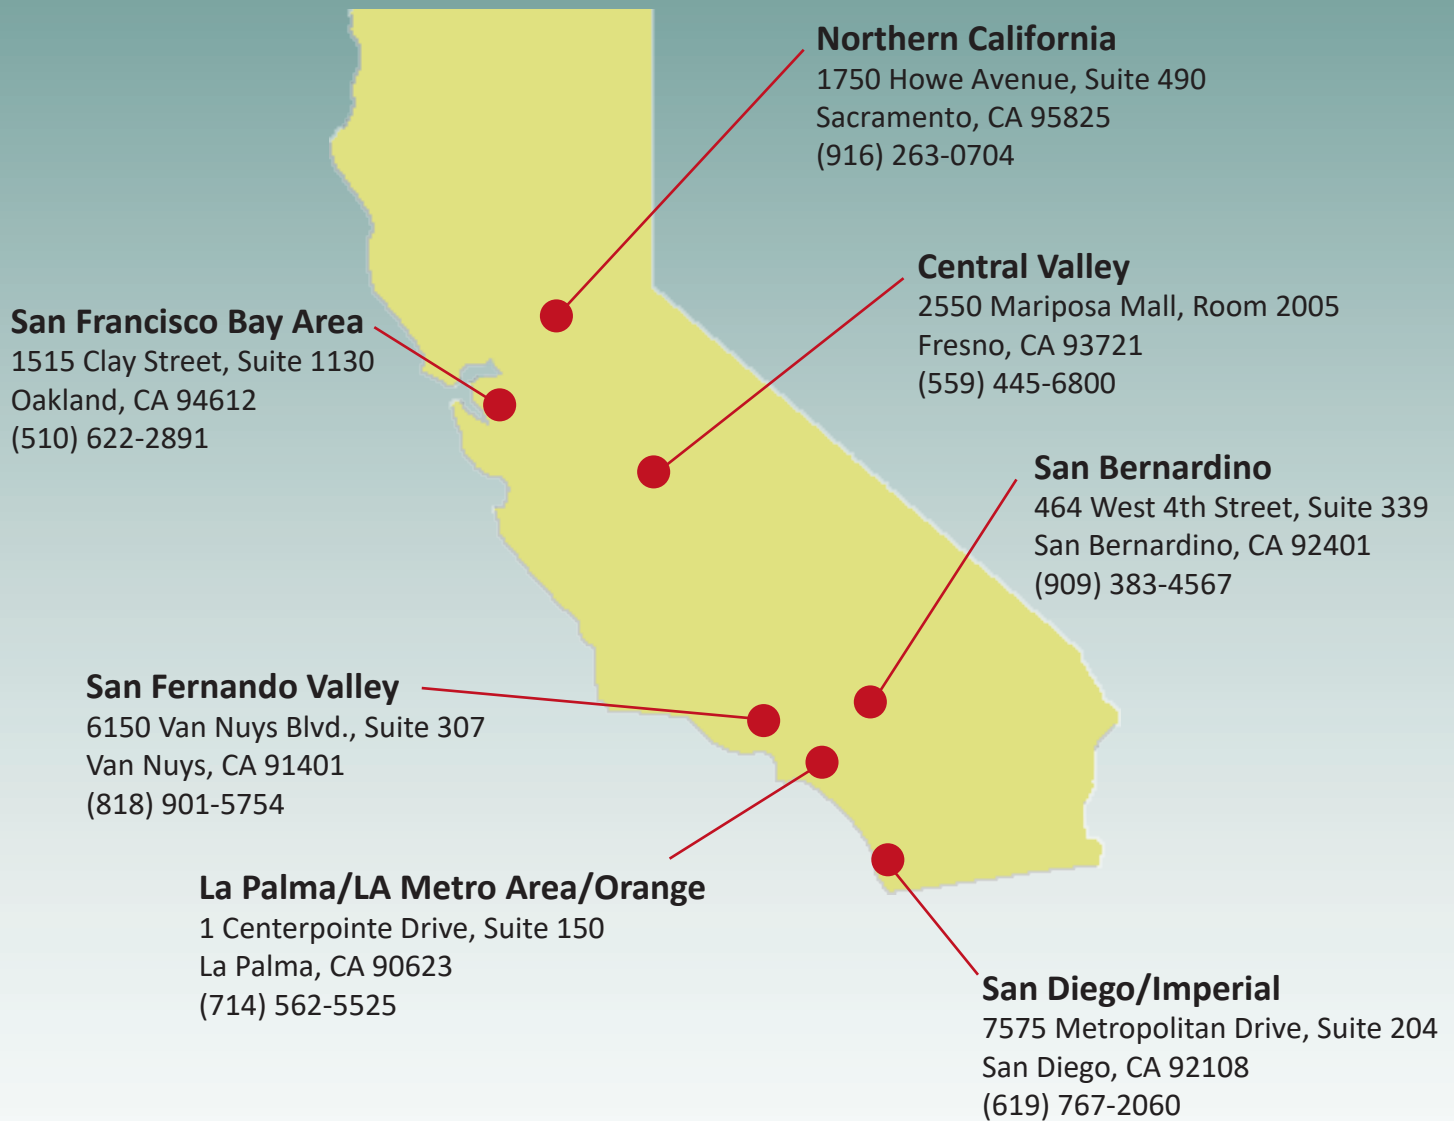 Northern California
1750 Howe Avenue, Suite 490
Sacramento, CA 95825
(916) 263-0704
Central Valley
2550 Mariposa Mall, Room 2005
Fresno, CA 93721
(559) 445-6800
San Francisco Bay Area
1515 Clay Street, Suite 1130
Oakland, CA 94612
(510) 622-2891
San Bernardino
464 West 4th Street, Suite 339
San Bernardino, CA 92401
(909) 383-4567
San Fernando Valley
6150 Van Nuys Blvd., Suite 307
Van Nuys, CA 91401
(818) 901-5754
La Palma/LA Metro Area/Orange
1 Centerpointe Drive, Suite 150
La Palma, CA 90623
(714) 562-5525
San Diego/Imperial
7575 Metropolitan Drive, Suite 204
San Diego, CA 92108
(619) 767-2060